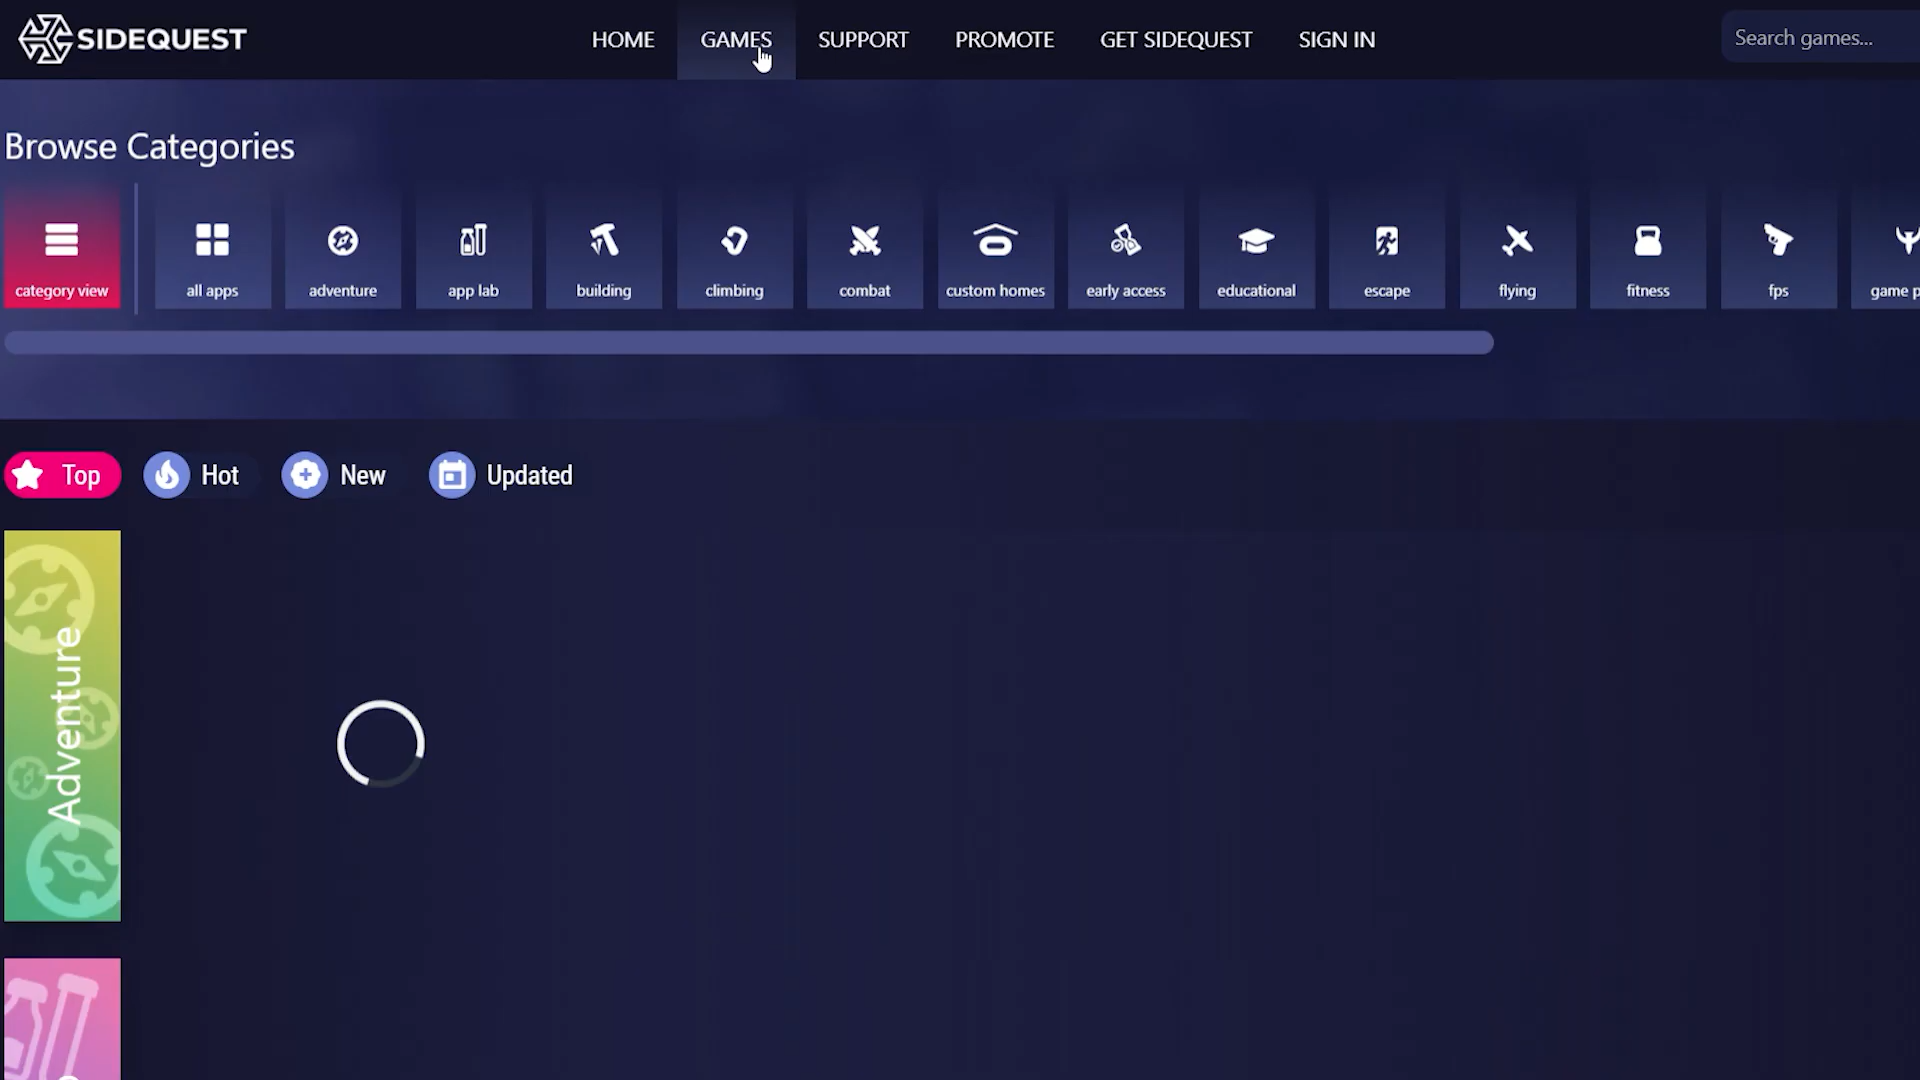 SIDEQUEST
HOME GAMES SUPPORT PROMOTE GET SIDEQUEST SIGN IN
Search games...
Browse Categories
category view all apps adventure app lab building climbing combat custom homes early access educational escape flying fitness fps game p
Top Hot New Updated
Adventure